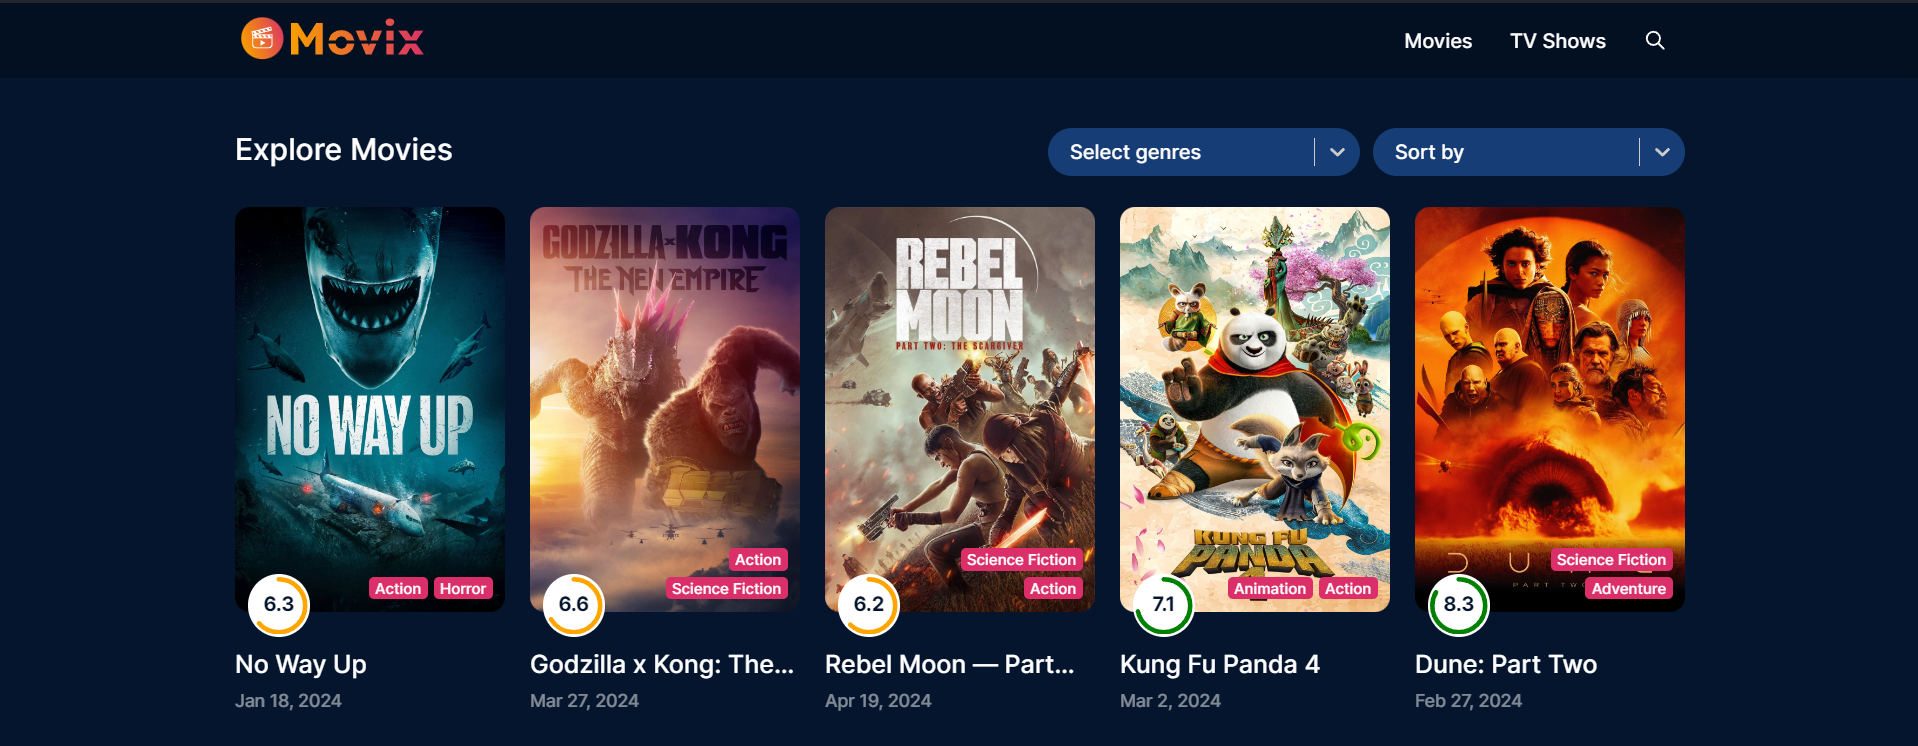 Movix
Movies
TV Shows
Explore Movies
Select genres
Sort by
NO WAY UP
Action
Horror
6.3
No Way Up
Jan 18, 2024
GODZILLA x KONG
THE NEW EMPIRE
Action
Science Fiction
6.6
Godzilla x Kong: The...
Mar 27, 2024
REBEL
MOON
PART TWO: THE SCARGIVER
Science Fiction
Action
6.2
Rebel Moon — Part...
Apr 19, 2024
KUNG FU
PANDA
Animation
Action
7.1
Kung Fu Panda 4
Mar 2, 2024
D U
PART TWO
Science Fiction
Adventure
8.3
Dune: Part Two
Feb 27, 2024